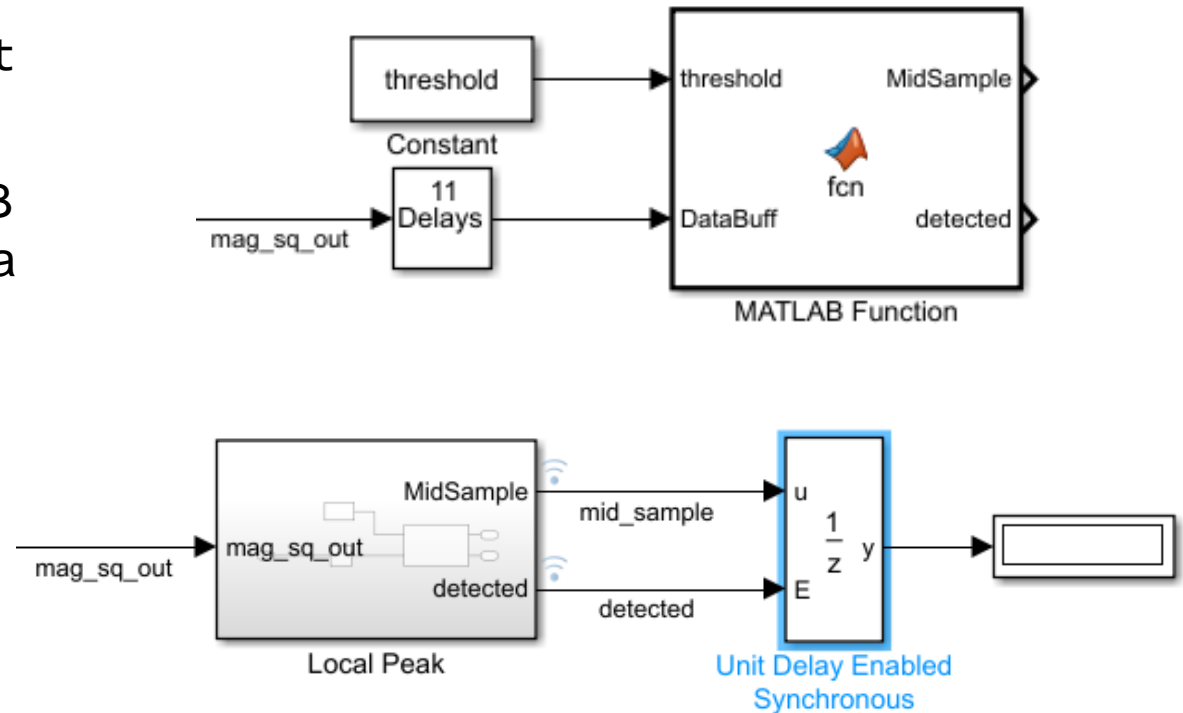 t
threshold
Constant
threshold
MidSample
fcn
B
a
11
Delays
mag_sq_out
DataBuff
detected
MATLAB Function
MidSample
mag_sq_out
detected
Local Peak
mag_sq_out
mid_sample
detected
u
1
z
y
E
Unit Delay Enabled
Synchronous